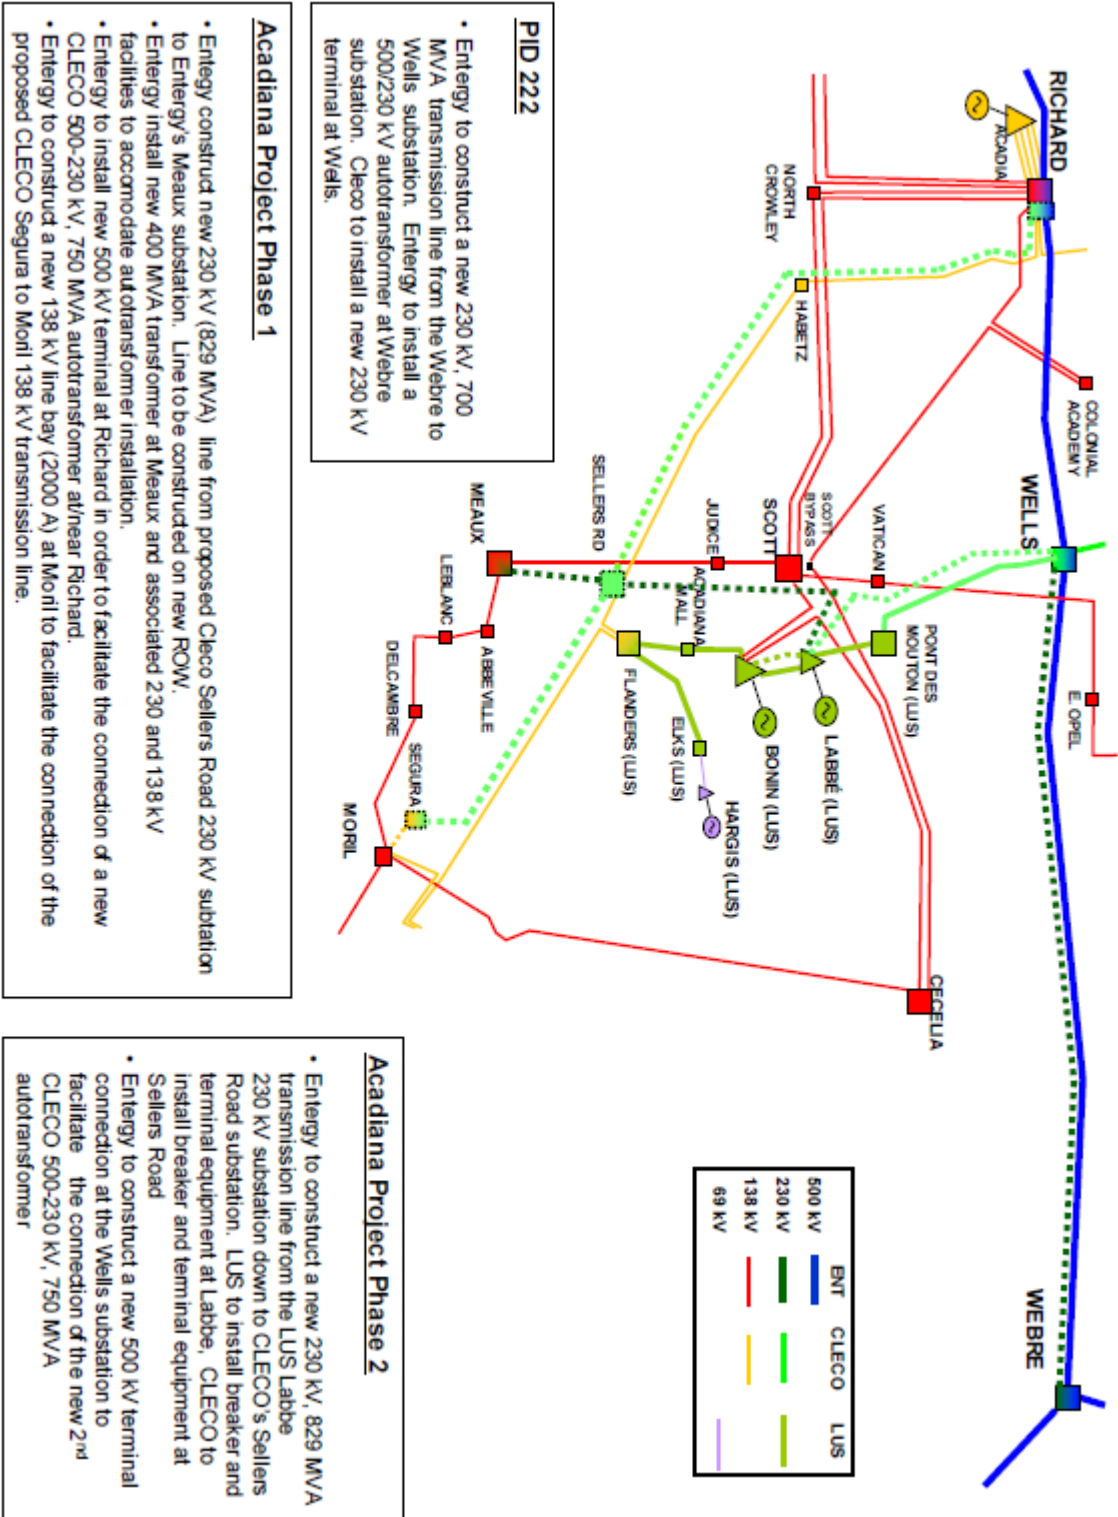 RICHARD
ACADIA
NORTH
CROWLEY
HABETZ
COLONIAL
ACADEMY
WELLS
SELLERS RD
MEAUX
LEBLANC
ABBEVILLE
DELCAMBRE
SEGURA
MORIL
JUDICE
SCOTT
SCOTT
BYPASS
VATICAN
ACADIANA
MALL
PONT DES
MOUTON (LUS)
E. OPEL
FLANDERS (LUS)
ELKS (LUS)
BONIN (LUS)
LABBÉ (LUS)
HARGIS (LUS)
CECELIA
WEBRE
ENT CLECO LUS
500 kV
230 kV
138 kV
69 kV
PID 222
• Entergy to construct a new 230 kV, 700
MVA transmission line from the Webre to
Wells substation. Entergy to install a
500/230 kV autotransformer at Webre
substation. Cleco to install a new 230 kV
terminal at Wells.
Acadiana Project Phase 1
• Entegy construct new 230 kV (829 MVA) line from proposed Cleco Sellers Road 230 kV subtation
to Entergy's Meaux substation. Line to be constructed on new ROW.
• Entergy install new 400 MVA transformer at Meaux and associated 230 and 138 kV
facilities to accomodate autotransformer installation.
• Entergy to install new 500 kV terminal at Richard in order to facilitate the connection of a new
CLECO 500-230 kV, 750 MVA autotransformer at/near Richard.
• Entergy to construct a new 138 kV line bay (2000 A) at Moril to facilitate the connection of the
proposed CLECO Segura to Moril 138 kV transmission line.
Acadiana Project Phase 2
• Entergy to construct a new 230 kV, 829 MVA
transmission line from the LUS Labbe
230 kV substation down to CLECO's Sellers
Road substation. LUS to install breaker and
terminal equipment at Labbe, CLECO to
install breaker and terminal equipment at
Sellers Road
• Entergy to construct a new 500 kV terminal
connection at the Wells substation to
facilitate the connection of the new 2nd
CLECO 500-230 kV, 750 MVA
autotransformer